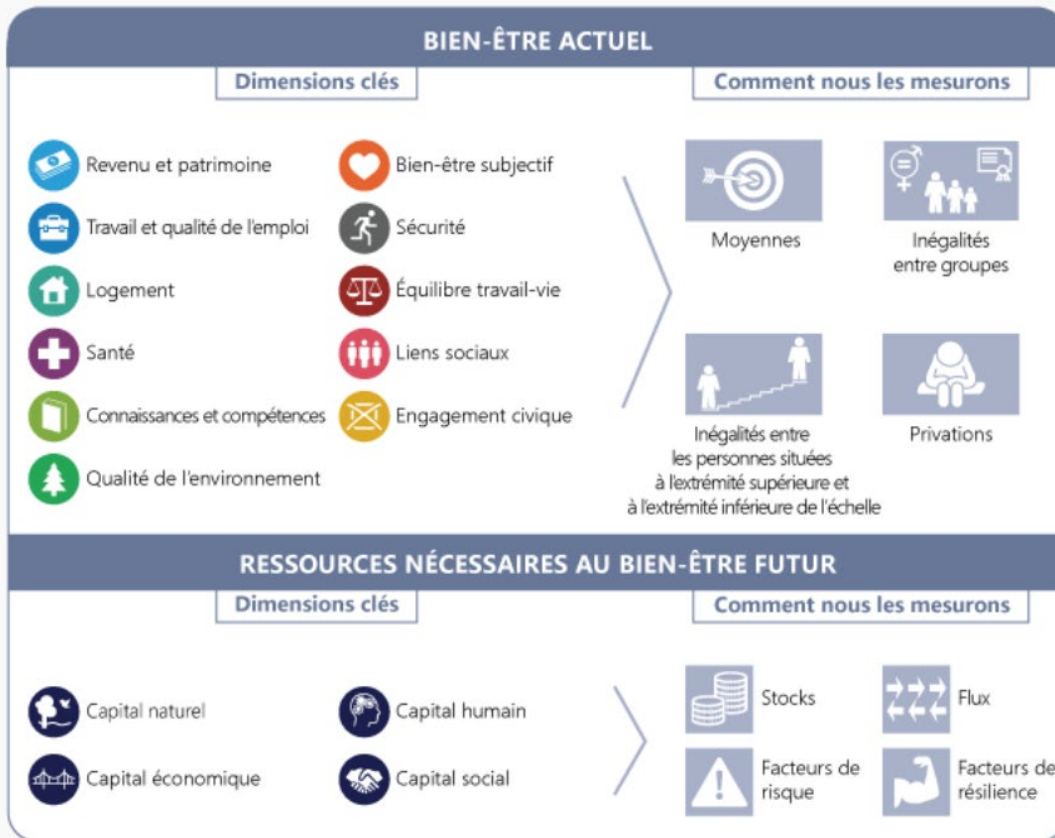 BIEN-ÊTRE ACTUEL
Dimensions clés
Comment nous les mesurons
Revenu et patrimoine
Bien-être subjectif
Travail et qualité de l'emploi
Sécurité
Logement
Équilibre travail-vie
Santé
Liens sociaux
Connaissances et compétences
Engagement civique
Qualité de l'environnement
Moyennes
Inégalités
entre groupes
Inégalités entre
les personnes situées
à l'extrémité supérieure et
à l'extrémité inférieure de l'échelle
Privations
RESSOURCES NÉCESSAIRES AU BIEN-ÊTRE FUTUR
Dimensions clés
Comment nous les mesurons
Capital naturel
Capital humain
Capital économique
Capital social
Stocks
Flux
Facteurs de
risque
Facteurs de
résilience